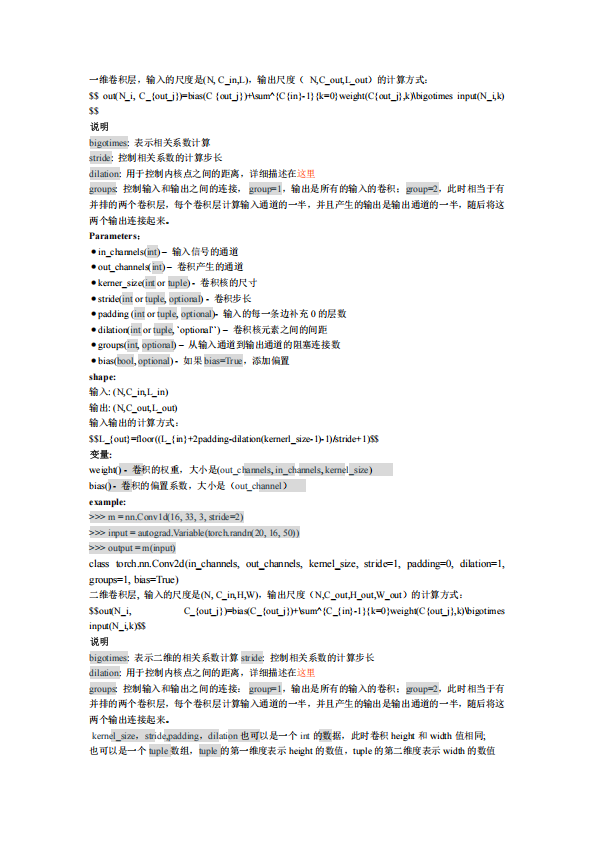 一维卷积层，输入的尺度是(N, C_in,L)，输出尺度（ N,C_out,L_out）的计算方式：
$$ out(N_i, C_{out_j})=bias(C {out_j})+\sum^{C{in}-1}{k=0}weight(C{out_j},k)\bigotimes input(N_i,k)
$$
说明
bigotimes: 表示相关系数计算
stride: 控制相关系数的计算步长
dilation: 用于控制内核点之间的距离，详细描述在这里
groups: 控制输入和输出之间的连接， group=1，输出是所有的输入的卷积；group=2，此时相当于有
并排的两个卷积层，每个卷积层计算输入通道的一半，并且产生的输出是输出通道的一半，随后将这
两个输出连接起来。
Parameters：
●in_channels(int) – 输入信号的通道
●out_channels(int) – 卷积产生的通道
●kerner_size(int or tuple) - 卷积核的尺寸
●stride(int or tuple, optional) - 卷积步长
●padding (int or tuple, optional)- 输入的每一条边补充 0 的层数
●dilation(int or tuple, `optional``) – 卷积核元素之间的间距
●groups(int, optional) – 从输入通道到输出通道的阻塞连接数
●bias(bool, optional) - 如果 bias=True，添加偏置
shape:
输入: (N,C_in,L_in)
输出: (N,C_out,L_out)
输入输出的计算方式：
$$L_{out}=floor((L_{in}+2padding-dilation(kernerl_size-1)-1)/stride+1)$$
变量:
weight() - 卷积的权重，大小是(out_channels, in_channels, kernel_size)
bias() - 卷积的偏置系数，大小是（out_channel）
example:
>>> m = nn.Conv1d(16, 33, 3, stride=2)
>>> input = autograd.Variable(torch.randn(20, 16, 50))
>>> output = m(input)
class torch.nn.Conv2d(in_channels, out_channels, kernel_size, stride=1, padding=0, dilation=1,
groups=1, bias=True)
二维卷积层, 输入的尺度是(N, C_in,H,W)，输出尺度（N,C_out,H_out,W_out）的计算方式：
$$out(N_i, C_{out_j})=bias(C_{out_j})+\sum^{C_{in}-1}{k=0}weight(C{out_j},k)\bigotimes
input(N_i,k)$$
说明
bigotimes: 表示二维的相关系数计算 stride: 控制相关系数的计算步长
dilation: 用于控制内核点之间的距离，详细描述在这里
groups: 控制输入和输出之间的连接： group=1，输出是所有的输入的卷积；group=2，此时相当于有
并排的两个卷积层，每个卷积层计算输入通道的一半，并且产生的输出是输出通道的一半，随后将这
两个输出连接起来。
kernel_size，stride,padding，dilation 也可以是一个 int 的数据，此时卷积 height 和 width 值相同;
也可以是一个 tuple 数组，tuple 的第一维度表示 height 的数值，tuple 的第二维度表示 width 的数值